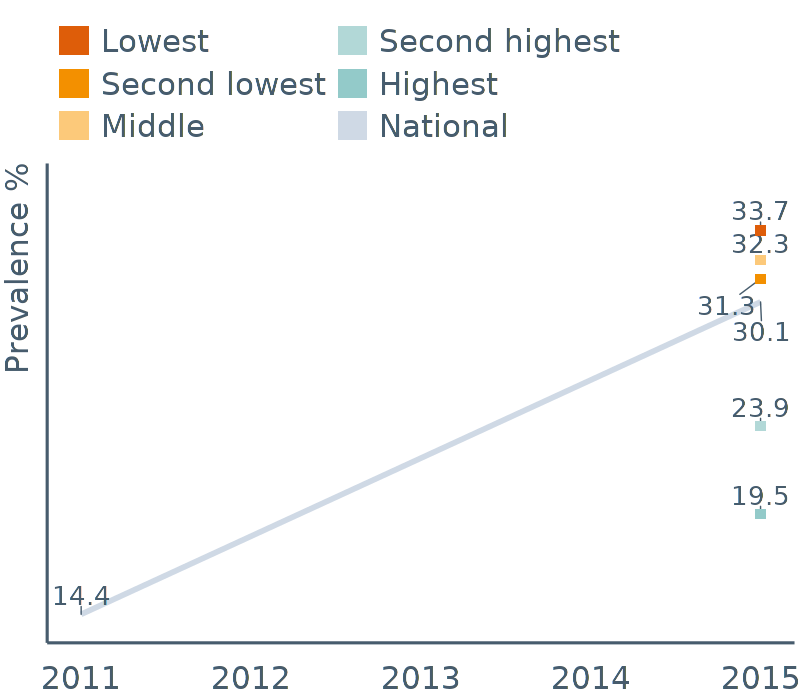 Lowest
Second highest
Second lowest
Highest
Middle
National
Prevalence %
33.7
32.3
31.3
30.1
23.9
19.5
14.4
2011
2012
2013
2014
2015